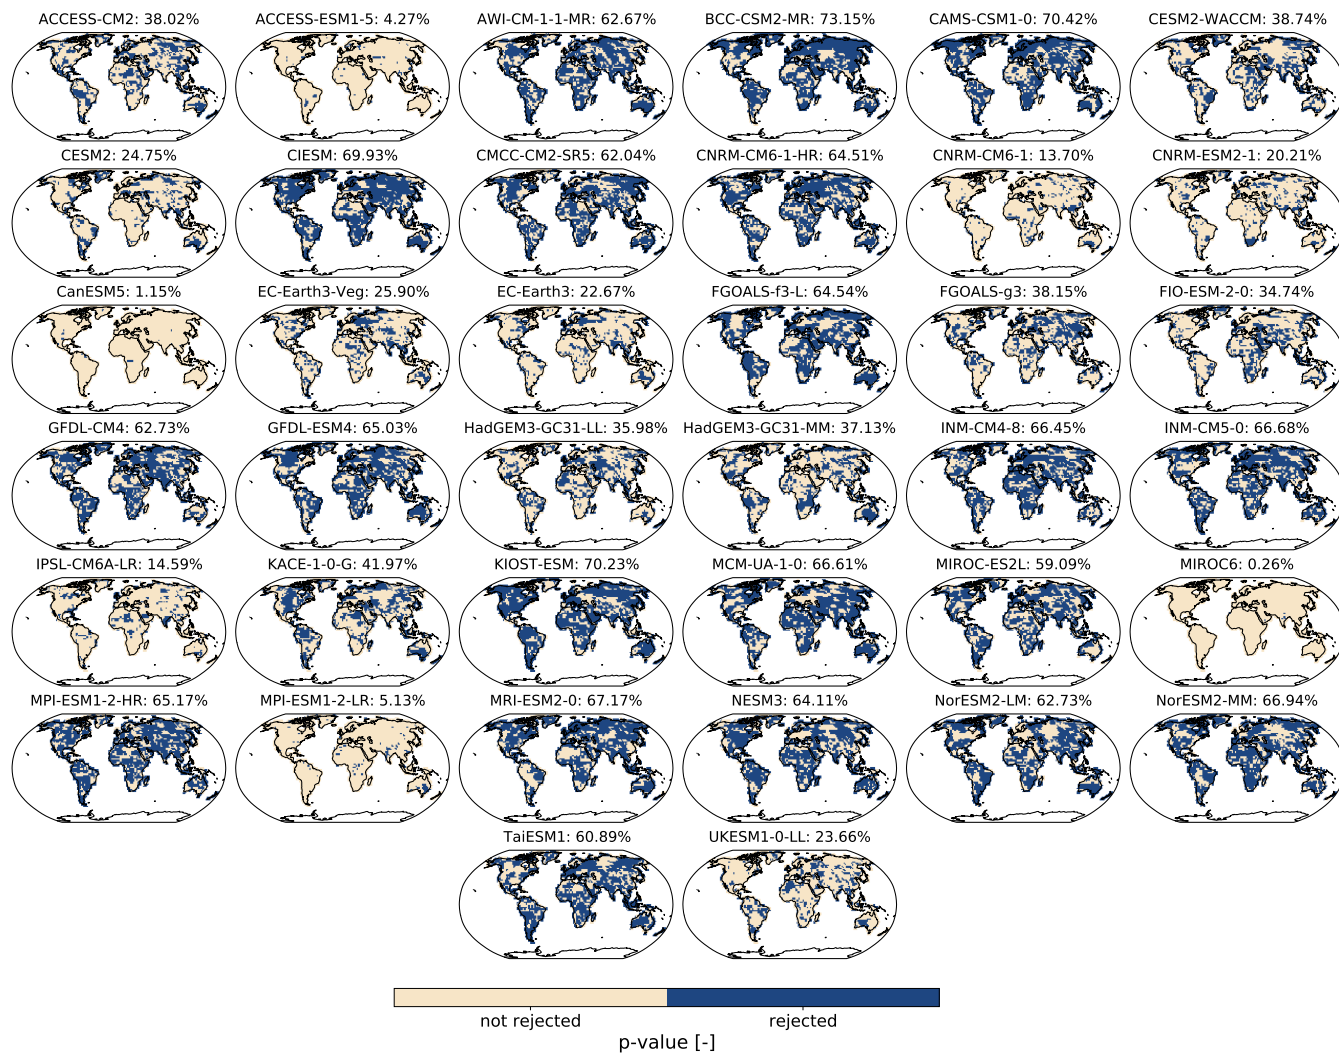 ACCESS-CM2: 38.02%
ACCESS-ESM1-5: 4.27%
AWI-CM-1-1-MR: 62.67%
BCC-CSM2-MR: 73.15%
CAMS-CSM1-0: 70.42%
CESM2-WACCM: 38.74%
CESM2: 24.75%
CIESM: 69.93%
CMCC-CM2-SR5: 62.04%
CNRM-CM6-1-HR: 64.51%
CNRM-CM6-1: 13.70%
CNRM-ESM2-1: 20.21%
CanESM5: 1.15%
EC-Earth3-Veg: 25.90%
EC-Earth3: 22.67%
FGOALS-f3-L: 64.54%
FGOALS-g3: 38.15%
FIO-ESM-2-0: 34.74%
GFDL-CM4: 62.73%
GFDL-ESM4: 65.03%
HadGEM3-GC31-LL: 35.98%
HadGEM3-GC31-MM: 37.13%
INM-CM4-8: 66.45%
INM-CM5-0: 66.68%
IPSL-CM6A-LR: 14.59%
KACE-1-0-G: 41.97%
KIOST-ESM: 70.23%
MCM-UA-1-0: 66.61%
MIROC-ES2L: 59.09%
MIROC6: 0.26%
MPI-ESM1-2-HR: 65.17%
MPI-ESM1-2-LR: 5.13%
MRI-ESM2-0: 67.17%
NESM3: 64.11%
NorESM2-LM: 62.73%
NorESM2-MM: 66.94%
TaiESM1: 60.89%
UKESM1-0-LL: 23.66%
not rejected
rejected
p-value [-]